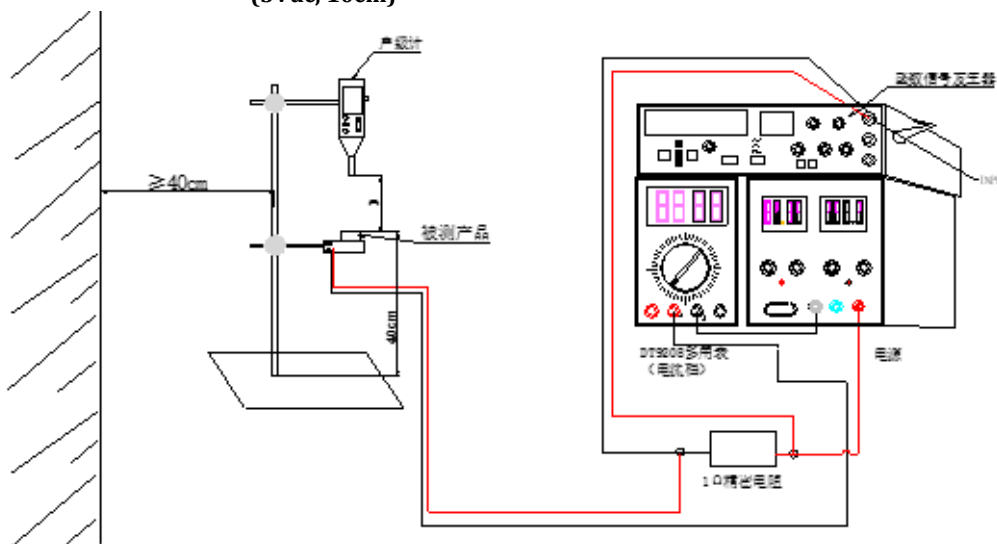 (5Vdc, 10cm)
声级计
函数信号发生器
≥40cm
被测产品
40cm
DT9208多用表
（电流档）
电源
1Ω精密电阻